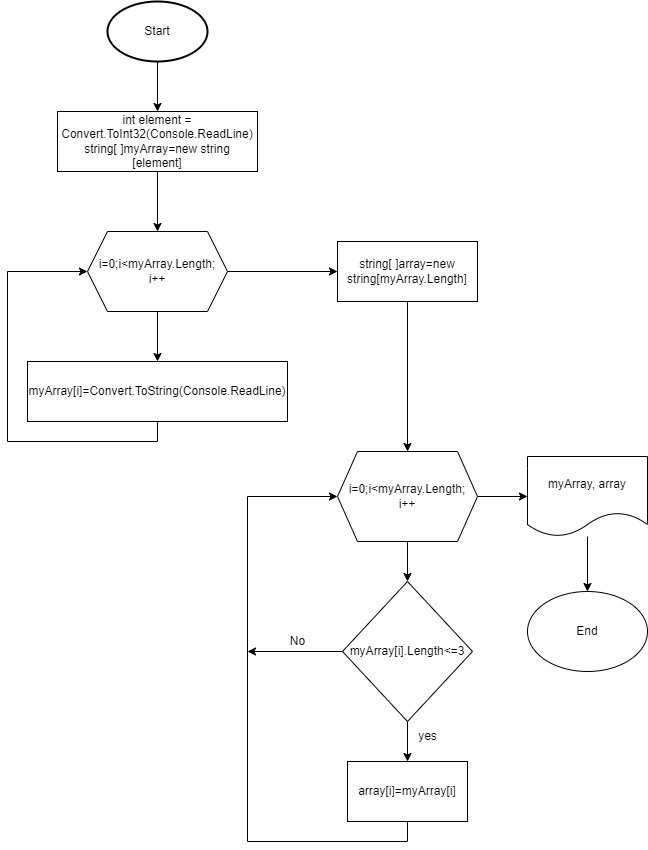 Start
int element =
Convert.ToInt32(Console.ReadLine)
string[ ]myArray=new string
[element]
i=0;i<myArray.Length;
i++
string[ ]array=new
string[myArray.Length]
myArray[i]=Convert.ToString(Console.ReadLine)
i=0;i<myArray.Length;
i++
myArray, array
End
No
myArray[i].Length<=3
yes
array[i]=myArray[i]